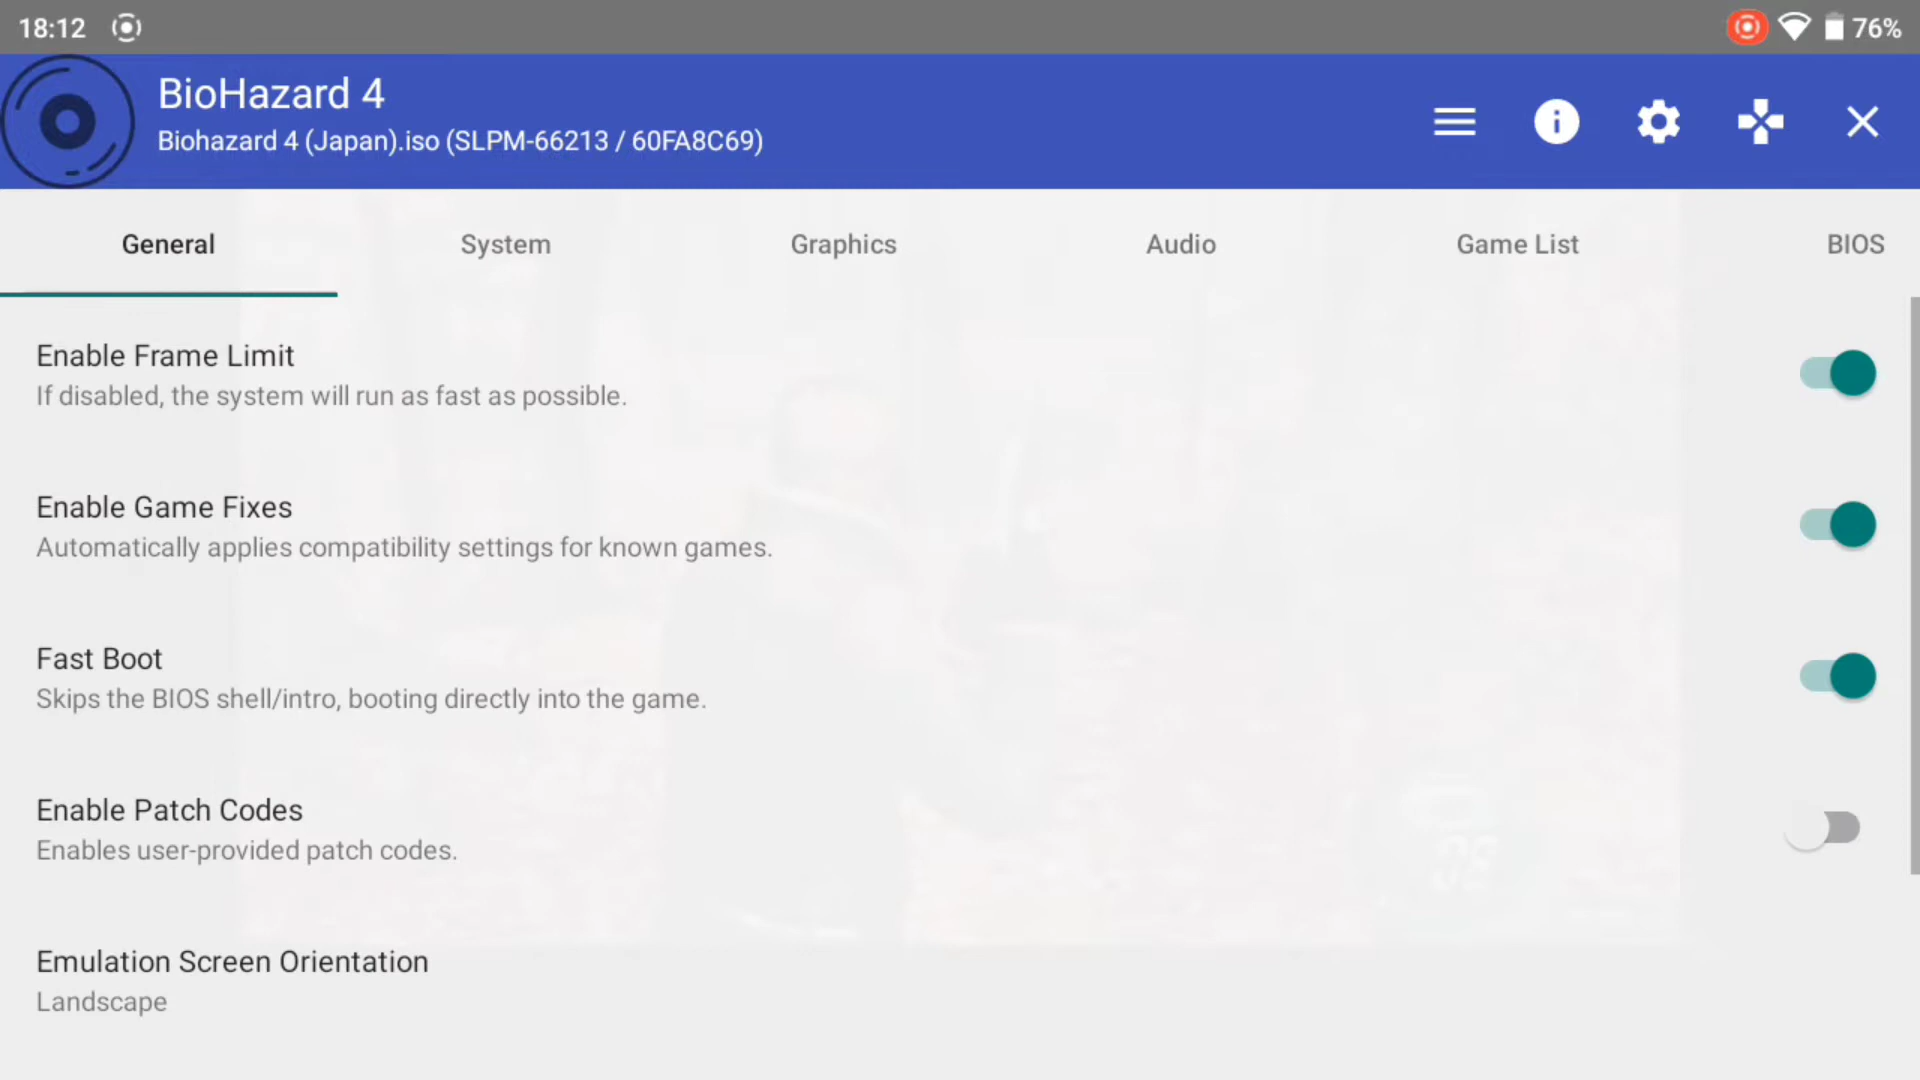 18:12
76%
BioHazard 4
Biohazard 4 (Japan).iso (SLPM-66213 / 60FA8C69)
General
System
Graphics
Audio
Game List
BIOS
Enable Frame Limit
If disabled, the system will run as fast as possible.
Enable Game Fixes
Automatically applies compatibility settings for known games.
Fast Boot
Skips the BIOS shell/intro, booting directly into the game.
Enable Patch Codes
Enables user-provided patch codes.
Emulation Screen Orientation
Landscape